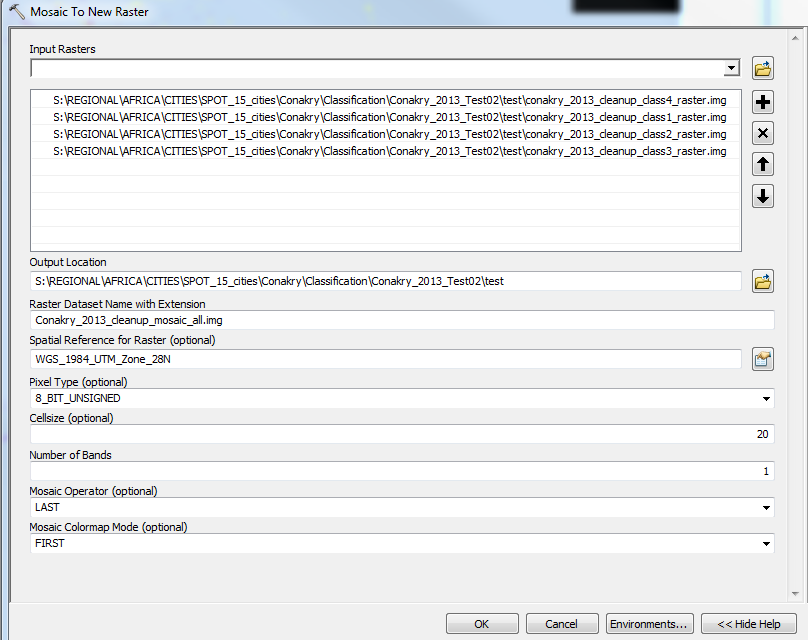 Mosaic To New Raster
Input Rasters
S:\REGIONAL\AFRICA\CITIES\SPOT_15_cities\Conakry\Classification\Conakry_2013_Test02\test\conakry_2013_cleanup_class4_raster.img
S:\REGIONAL\AFRICA\CITIES\SPOT_15_cities\Conakry\Classification\Conakry_2013_Test02\test\conakry_2013_cleanup_class1_raster.img
S:\REGIONAL\AFRICA\CITIES\SPOT_15_cities\Conakry\Classification\Conakry_2013_Test02\test\conakry_2013_cleanup_class2_raster.img
S:\REGIONAL\AFRICA\CITIES\SPOT_15_cities\Conakry\Classification\Conakry_2013_Test02\test\conakry_2013_cleanup_class3_raster.img
Output Location
S:\REGIONAL\AFRICA\CITIES\SPOT_15_cities\Conakry\Classification\Conakry_2013_Test02\test
Raster Dataset Name with Extension
Conakry_2013_cleanup_mosaic_all.img
Spatial Reference for Raster (optional)
WGS_1984_UTM_Zone_28N
Pixel Type (optional)
8_BIT_UNSIGNED
Cellsize (optional)
20
Number of Bands
1
Mosaic Operator (optional)
LAST
Mosaic Colormap Mode (optional)
FIRST
OK
Cancel
Environments...
<< Hide Help